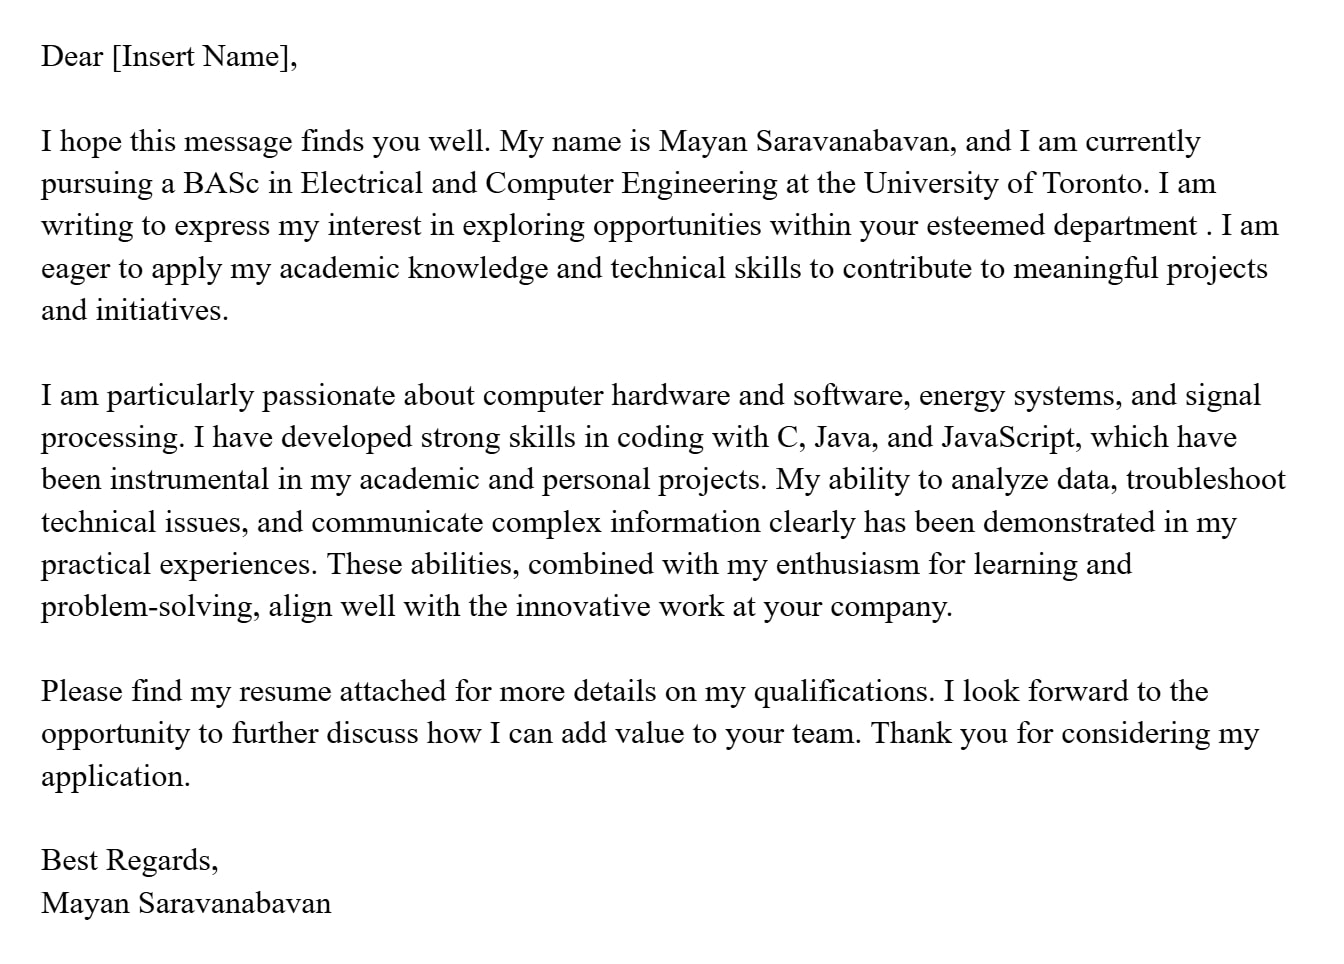 Dear [Insert Name],
I hope this message finds you well. My name is Mayan Saravanabavan, and I am currently
pursuing a BASc in Electrical and Computer Engineering at the University of Toronto. I am
writing to express my interest in exploring opportunities within your esteemed department . I am
eager to apply my academic knowledge and technical skills to contribute to meaningful projects
and initiatives.
I am particularly passionate about computer hardware and software, energy systems, and signal
processing. I have developed strong skills in coding with C, Java, and JavaScript, which have
been instrumental in my academic and personal projects. My ability to analyze data, troubleshoot
technical issues, and communicate complex information clearly has been demonstrated in my
practical experiences. These abilities, combined with my enthusiasm for learning and
problem-solving, align well with the innovative work at your company.
Please find my resume attached for more details on my qualifications. I look forward to the
opportunity to further discuss how I can add value to your team. Thank you for considering my
application.
Best Regards,
Mayan Saravanabavan